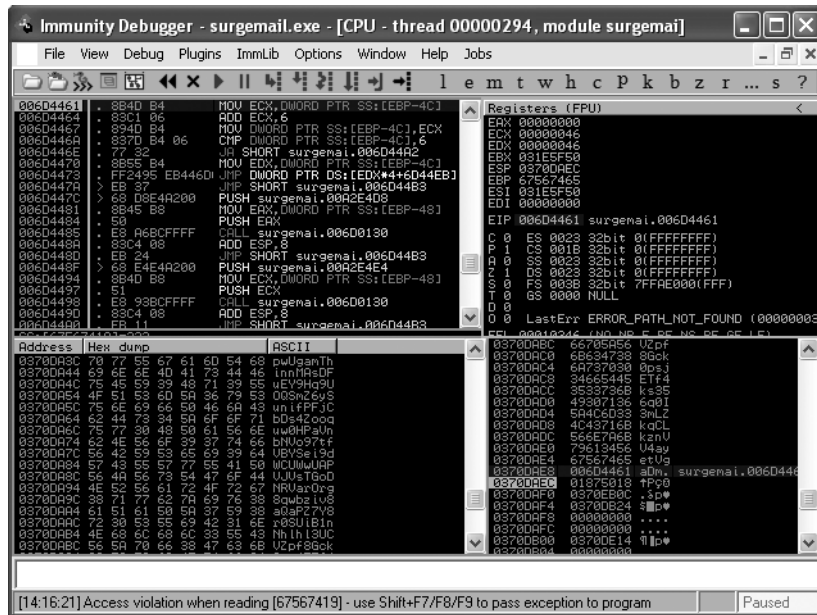 Immunity Debugger - surgemail.exe - [CPU - thread 00000294, module surgemai]
File View Debug Plugins ImmLib Options Window Help Jobs
l e m t w h c P k b z r ... s ?
006D4461 . 8B4D B4 MOV ECX,DWORD PTR SS:[EBP-4C]
006D4464 . 83C1 06 ADD ECX,6
006D4467 . 894D B4 MOV DWORD PTR SS:[EBP-4C],ECX
006D446A . 837D B4 06 CMP DWORD PTR SS:[EBP-4C],6
006D446E . 77 32 JA SHORT surgemai.006D44A2
006D4470 . 8B55 B4 MOV EDX,DWORD PTR SS:[EBP-4C]
006D4473 . FF2495 EB446D JMP DWORD PTR DS:[EDX*4+6D44EB]
006D447A > EB 37 JMP SHORT surgemai.006D44B3
006D447C > 68 D8E4A200 PUSH surgemai.00A2E4D8
006D4481 . 8B45 B8 MOV EAX,DWORD PTR SS:[EBP-48]
006D4484 . 50 PUSH EAX
006D4485 . E8 A6BCFFFF CALL surgemai.006D0130
006D448A . 83C4 08 ADD ESP,8
006D448D . EB 24 JMP SHORT surgemai.006D44B3
006D448F > 68 E4E4A200 PUSH surgemai.00A2E4E4
006D4494 . 8B4D B8 MOV ECX,DWORD PTR SS:[EBP-48]
006D4497 . 51 PUSH ECX
006D4498 . E8 93BCFFFF CALL surgemai.006D0130
006D449D . 83C4 08 ADD ESP,8
006D44A0 . EB 11 JMP SHORT surgemai.006D44B3
Registers (FPU) <
EAX 00000000
ECX 00000046
EDX 00000046
EBX 031E5F50
ESP 0370DAEC
EBP 67567465
ESI 031E5F50
EDI 00000000
EIP 006D4461 surgemai.006D4461
C 0 ES 0023 32bit 0(FFFFFFFF)
P 1 CS 001B 32bit 0(FFFFFFFF)
A 0 SS 0023 32bit 0(FFFFFFFF)
Z 1 DS 0023 32bit 0(FFFFFFFF)
S 0 FS 003B 32bit 7FFAE000(FFF)
T 0 GS 0000 NULL
D 0
O 0 LastErr ERROR_PATH_NOT_FOUND (00000003
Address Hex dump ASCII
0370DA3C 70 77 55 67 61 6D 54 68 pwUgamTh
0370DA44 69 6E 6E 4D 41 73 44 46 innMAsDF
0370DA4C 75 45 59 39 48 71 39 55 uEY9Hq9U
0370DA54 4F 51 53 6D 5A 36 79 53 OQSmZ6yS
0370DA5C 75 6E 69 66 50 46 6A 43 unifPFjC
0370DA64 62 44 73 34 5A 6F 6F 71 bDs4Zooq
0370DA6C 75 77 30 48 50 61 56 6E uw0HPaVn
0370DA74 62 4E 56 6F 39 37 74 66 bNVo97tf
0370DA7C 56 42 59 53 65 69 39 64 VBYSei9d
0370DA84 57 43 55 57 77 55 41 50 WCUWwUAP
0370DA8C 56 4A 56 73 54 47 6F 44 VJVsTGoD
0370DA94 4E 52 56 61 72 4F 72 67 NRVarOrg
0370DA9C 38 71 77 62 7A 69 76 38 8qwbziv8
0370DAA4 61 51 61 50 5A 37 59 38 aQaPZ7Y8
0370DAAC 72 30 53 55 69 42 31 6E r0SUiB1n
0370DAB4 4E 68 6C 68 6C 33 55 43 Nhlhl3UC
0370DABC 56 5A 70 66 38 47 63 6B VZpf8Gck
0370DABC 66705A56 VZpf
0370DAC0 6B634738 8Gck
0370DAC4 6A737030 0psj
0370DAC8 34665445 ETf4
0370DACC 3533736B ks35
0370DAD0 49307136 6q0I
0370DAD4 5A4C6D33 3mLZ
0370DAD8 4C43716B kqCL
0370DADC 566E7A6B kznV
0370DAE0 79613456 V4ay
0370DAE4 67567465 etVg
0370DAE8 006D4461 aDm. surgemai.006D446
0370DAEC 01875018
0370DAF0 0370EB0C
0370DAF4 0370DB24
0370DAF8 00000000 ....
0370DAFC 00000000 ....
0370DB00 0370DE14
0370DB04 00000000
[14:16:21] Access violation when reading [67567419] - use Shift+F7/F8/F9 to pass exception to program
Paused